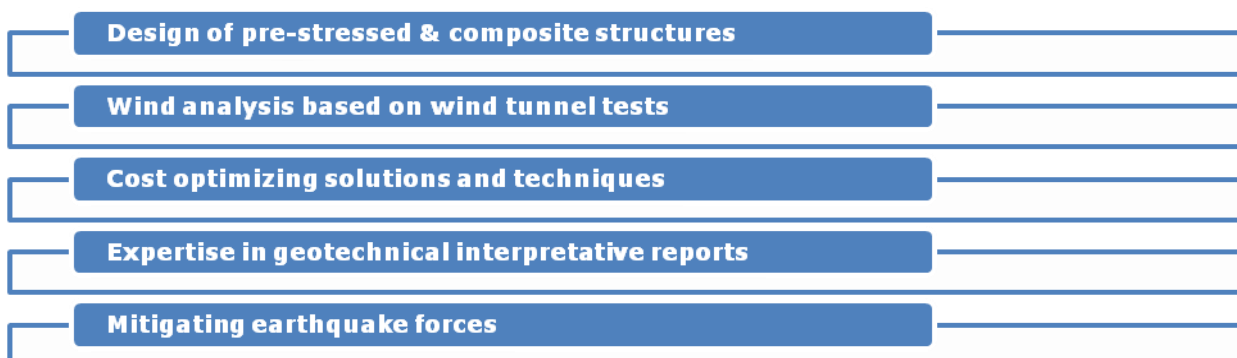 Design of pre-stressed & composite structures
Wind analysis based on wind tunnel tests
Cost optimizing solutions and techniques
Expertise in geotechnical interpretative reports
Mitigating earthquake forces